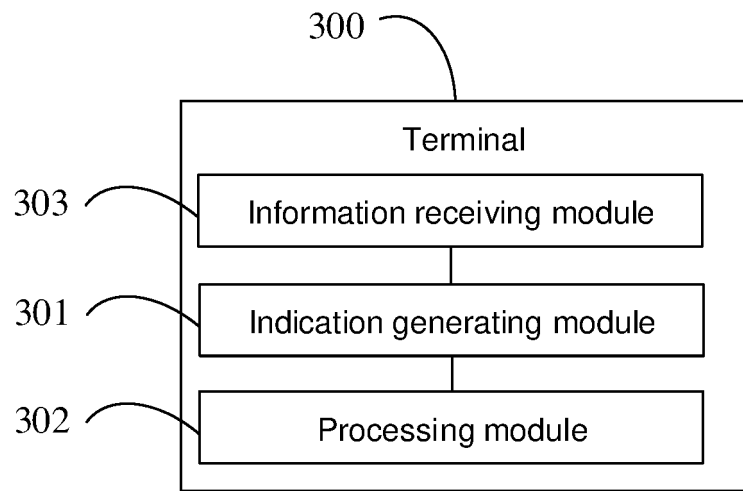 300
Terminal
303
Information receiving module
301
Indication generating module
302
Processing module